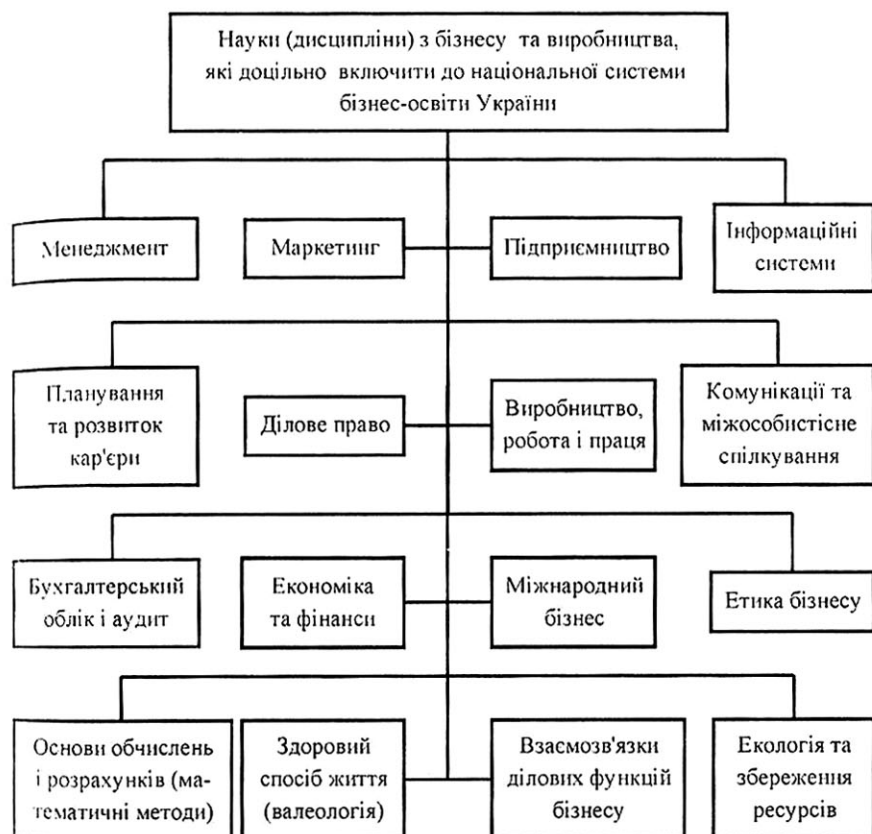 Науки (дисципліни) з бізнесу та виробництва,
які доцільно включити до національної системи
бізнес-освіти України
Менеджмент
Маркетинг
Підприємництво
Інформаційні
системи
Планування
та розвиток
кар'єри
Ділове право
Виробництво,
робота і праця
Комунікації та
міжособистісне
спілкування
Бухгалтерський
облік і аудит
Економіка
та фінанси
Міжнародний
бізнес
Етика бізнесу
Основи обчислень
і розрахунків (ма-
тематичні методи)
Здоровий
спосіб життя
(валеологія)
Взаємозв'язки
ділових функцій
бізнесу
Екологія та
збереження
ресурсів